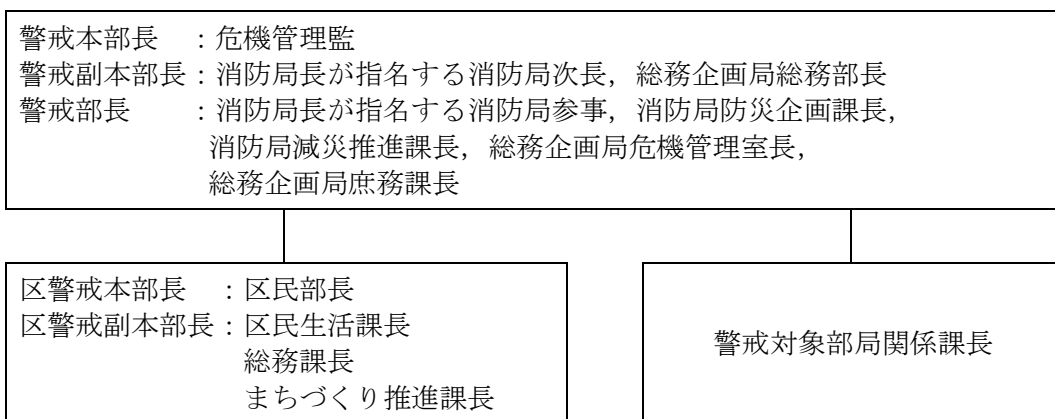 警戒本部長　：危機管理監
警戒副本部長：消防局長が指名する消防局次長，総務企画局総務部長
警戒部長　　：消防局長が指名する消防局参事，消防局防災企画課長，
消防局減災推進課長，総務企画局危機管理室長，
総務企画局庶務課長
区警戒本部長　：区民部長
区警戒副本部長：区民生活課長
総務課長
まちづくり推進課長
警戒対象部局関係課長